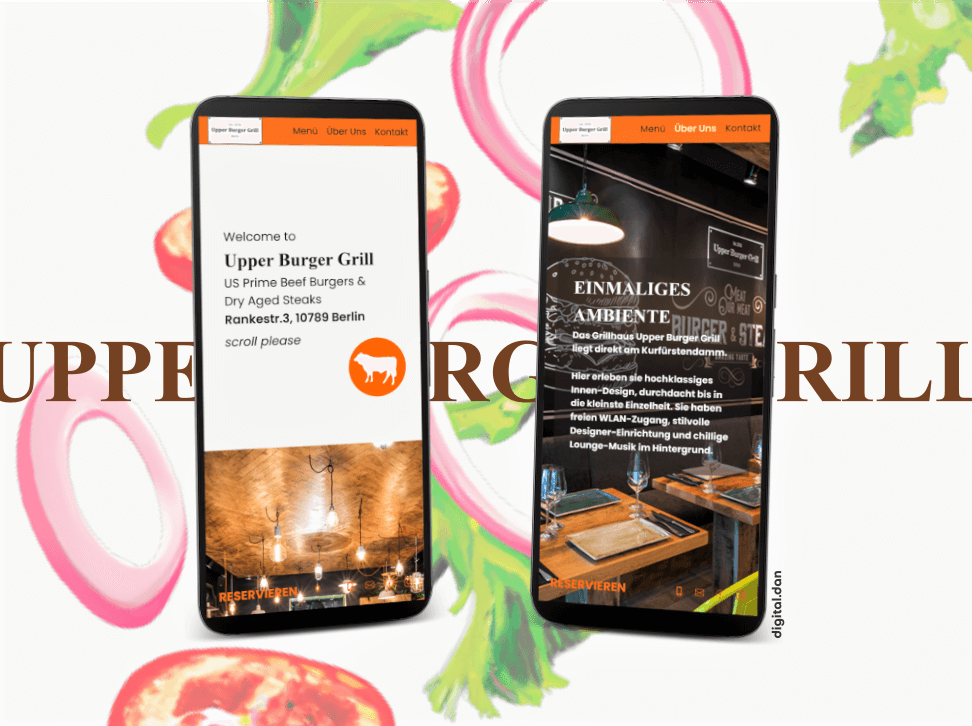 UPPE
RG
GRILL
Upper Burger Grill
Menü Über Uns Kontakt
Welcome to
Upper Burger Grill
US Prime Beef Burgers &
Dry Aged Steaks
Rankestr.3, 10789 Berlin
scroll please
RESERVIEREN
Upper Burger Grill
Menü Über Uns Kontakt
Upper Burger Grill
MEAT
OUR MEAT
BURGER & STE
EINMALIGES
AMBIENTE
Das Grillhaus Upper Burger Grill
liegt direkt am Kurfürstendamm.
Hier erleben sie hochklassiges
Innen-Design, durchdacht bis in
die kleinste Einzelheit. Sie haben
freien WLAN-Zugang, stilvolle
Designer-Einrichtung und chillige
Lounge-Musik im Hintergrund.
RESERVIEREN
digital.dan